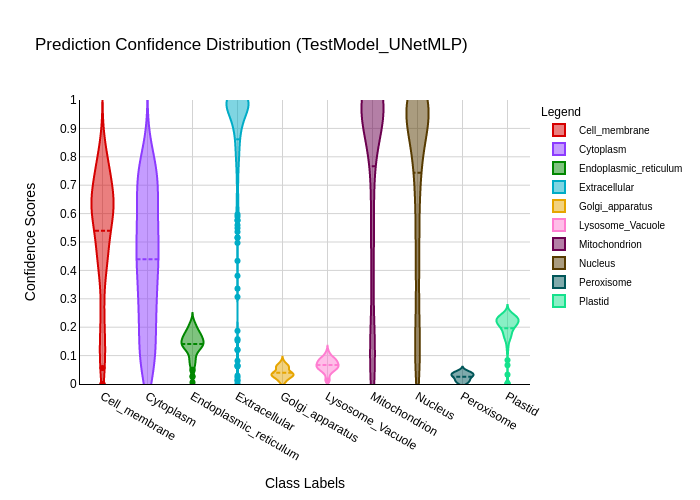 Prediction Confidence Distribution (TestModel_UNetMLP)
Legend
Cell_membrane
Cytoplasm
Endoplasmic_reticulum
Extracellular
Golgi_apparatus
Lysosome_Vacuole
Mitochondrion
Nucleus
Peroxisome
Plastid
Confidence Scores
1
0.9
0.8
0.7
0.6
0.5
0.4
0.3
0.2
0.1
0
Cell_membrane
Cytoplasm
Endoplasmic_reticulum
Extracellular
Golgi_apparatus
Lysosome_Vacuole
Mitochondrion
Nucleus
Peroxisome
Plastid
Class Labels